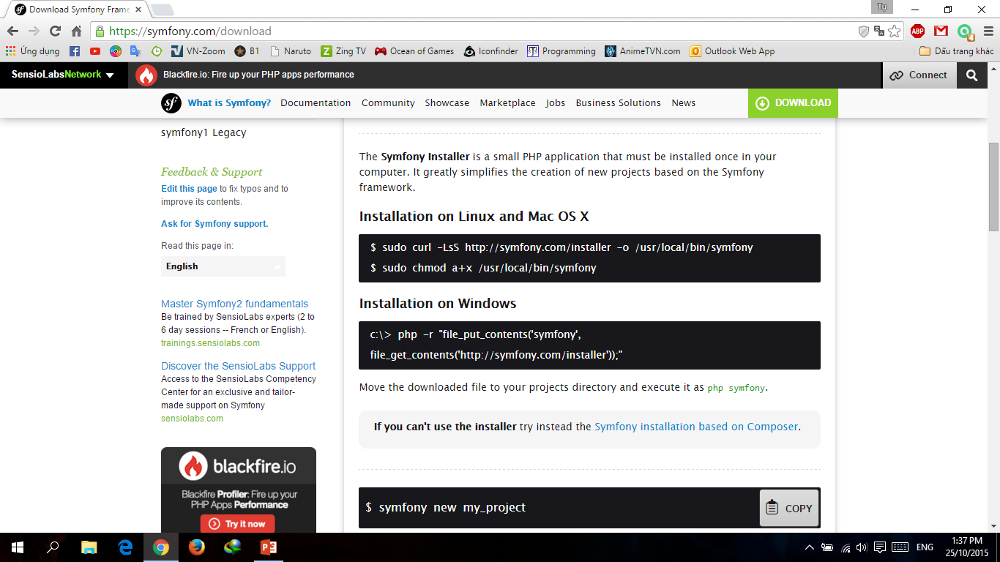 Download Symfony Frame
Tụ
https://symfony.com/download
ABP
4
Ứng dụng
VN-Zoom
B1
Naruto
Z
Zing TV
Ocean of Games
Iconfinder
Programming
AnimeTVN.com
Outlook Web App
Dấu trang khác
SensioLabsNetwork
Blackfire.io: Fire up your PHP apps performance
Connect
sf
What is Symfony?
Documentation
Community
Showcase
Marketplace
Jobs
Business Solutions
News
DOWNLOAD
symfony1 Legacy
Feedback & Support
Edit this page to fix typos and to
improve its contents.
Ask for Symfony support.
Read this page in:
English
Master Symfony2 fundamentals
Be trained by SensioLabs experts (2 to
6 day sessions -- French or English).
trainings.sensiolabs.com
Discover the SensioLabs Support
Access to the SensioLabs Competency
Center for an exclusive and tailor-
made support on Symfony
sensiolabs.com
blackfire.io
Blackfire Profiler: Fire up your
PHP Apps Performance
Try it now
The Symfony Installer is a small PHP application that must be installed once in your
computer. It greatly simplifies the creation of new projects based on the Symfony
framework.
Installation on Linux and Mac OS X
$ sudo curl -LsS http://symfony.com/installer -o /usr/local/bin/symfony
$ sudo chmod a+x /usr/local/bin/symfony
Installation on Windows
c:\> php -r "file_put_contents('symfony',
file_get_contents('http://symfony.com/installer'));"
Move the downloaded file to your projects directory and execute it as php symfony.
If you can't use the installer try instead the Symfony installation based on Composer.
$ symfony new my_project
COPY
ENG
1:37 PM
25/10/2015